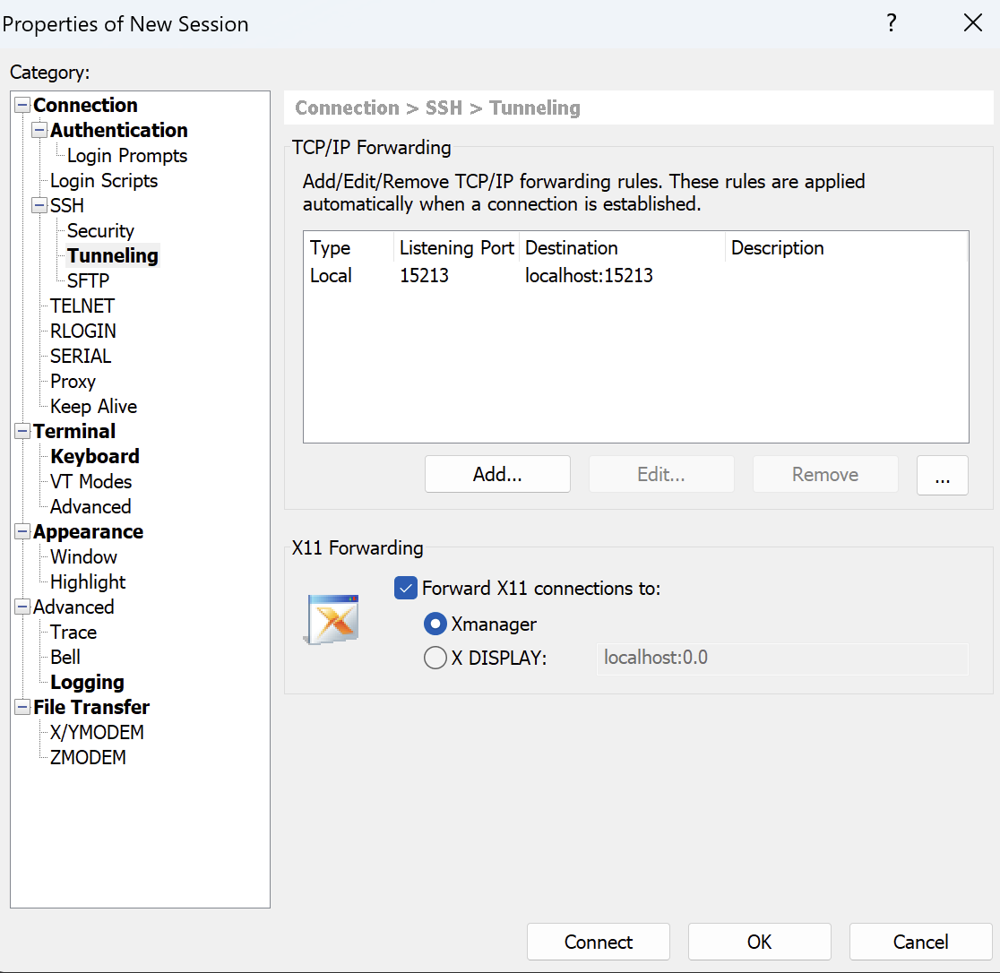 Properties of New Session
?
Category:
Connection
Authentication
Login Prompts
Login Scripts
SSH
Security
Tunneling
SFTP
TELNET
RLOGIN
SERIAL
Proxy
Keep Alive
Terminal
Keyboard
VT Modes
Advanced
Appearance
Window
Highlight
Advanced
Trace
Bell
Logging
File Transfer
X/YMODEM
ZMODEM
Connection > SSH > Tunneling
TCP/IP Forwarding
Add/Edit/Remove TCP/IP forwarding rules. These rules are applied
automatically when a connection is established.
Type Listening Port Destination Description
Local 15213 localhost:15213
Add... Edit... Remove ...
X11 Forwarding
Forward X11 connections to:
Xmanager
X DISPLAY: localhost:0.0
Connect OK Cancel